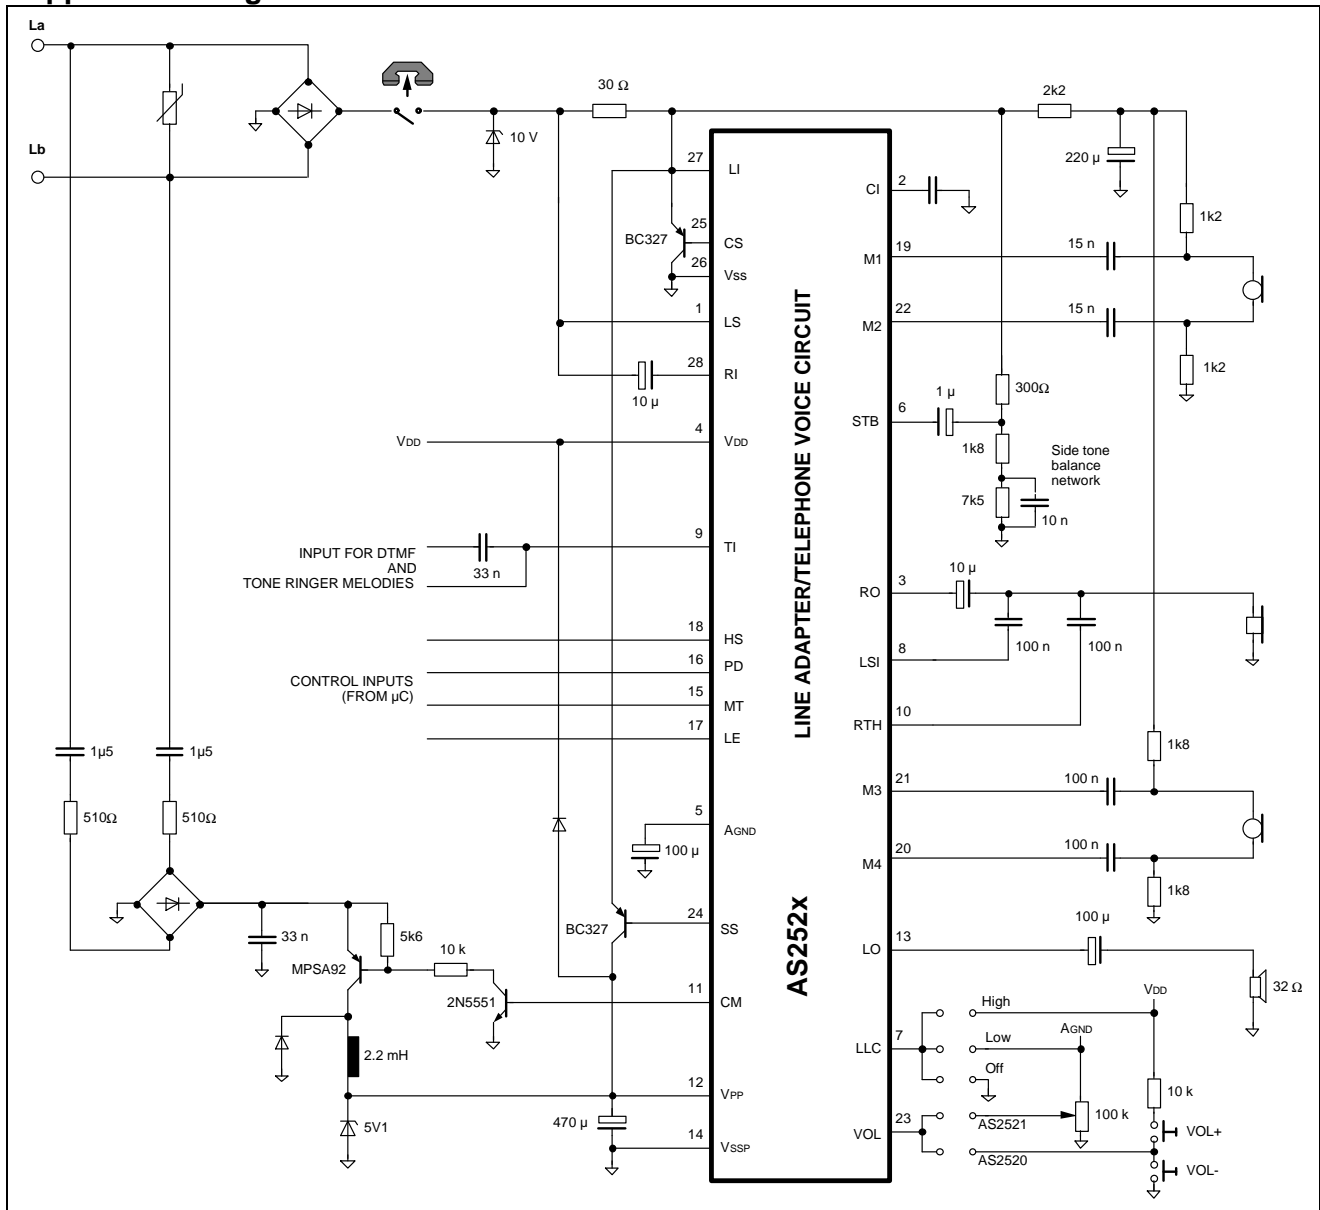 La
Lb
30 Ω
2k2
10 V
220 µ
27
LI
2
CI
1k2
25
CS
BC327
26
Vss
15 n
19
M1
1
LS
22
M2
15 n
28
RI
10 µ
1k2
300Ω
1 µ
6
STB
VDD
4
VDD
1k8
Side tone
balance
network
7k5
10 n
LINE ADAPTER/TELEPHONE VOICE CIRCUIT
AS252x
INPUT FOR DTMF
AND
TONE RINGER MELODIES
33 n
9
TI
10 µ
3
RO
100 n
100 n
8
LSI
10
RTH
CONTROL INPUTS
(FROM µC)
18
HS
16
PD
15
MT
17
LE
1µ5
1µ5
510Ω
510Ω
1k8
100 n
21
M3
100 n
20
M4
1k8
5
AGND
100 µ
33 n
5k6
MPSA92
10 k
2N5551
BC327
24
SS
11
CM
2.2 mH
5V1
470 µ
12
VPP
14
VSSP
100 µ
13
LO
32 Ω
High
Low
Off
VDD
AGND
7
LLC
10 k
100 k
23
VOL
AS2521
AS2520
VOL+
VOL-